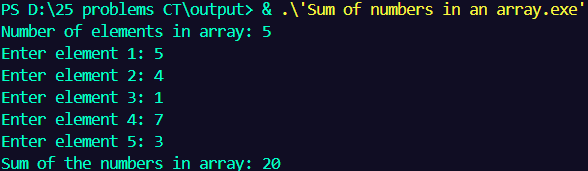 PS D:\25 problems CT\output> & .\'Sum of numbers in an array.exe'
Number of elements in array: 5
Enter element 1: 5
Enter element 2: 4
Enter element 3: 1
Enter element 4: 7
Enter element 5: 3
Sum of the numbers in array: 20